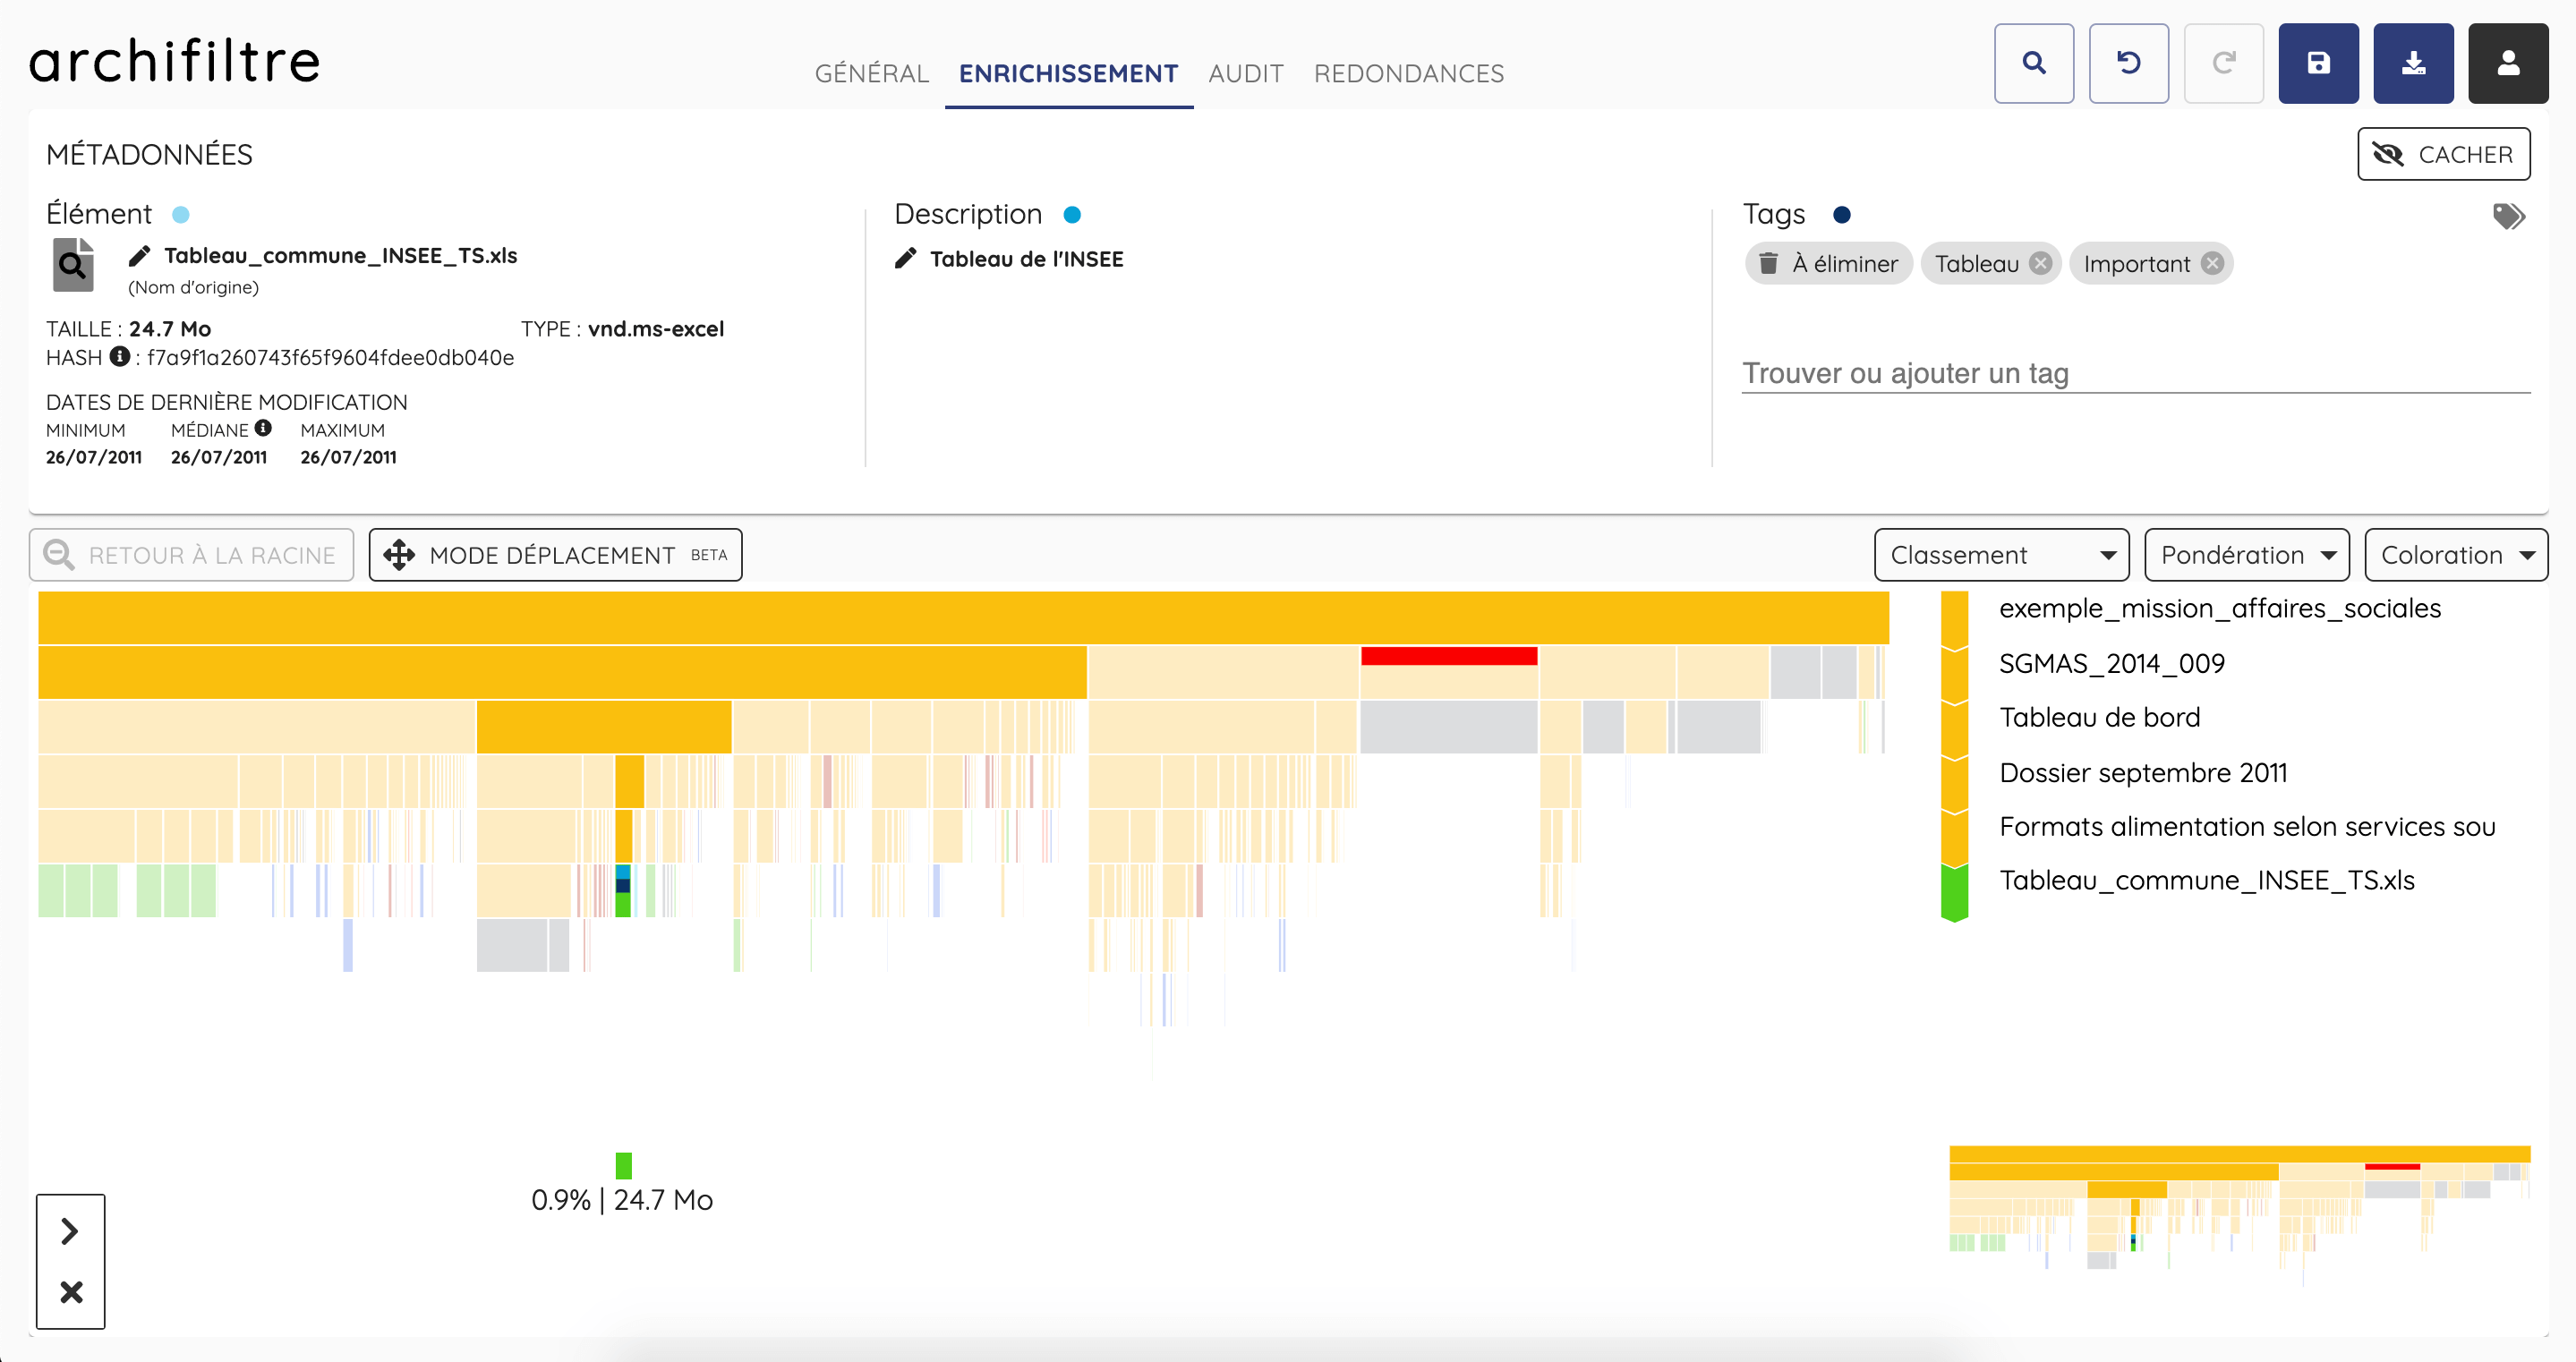 archifiltre
GÉNÉRAL ENRICHISSEMENT AUDIT REDONDANCES
MÉTADONNÉES
CACHER
Élément
Tableau_commune_INSEE_TS.xls
(Nom d'origine)
TAILLE : 24.7 Mo TYPE : vnd.ms-excel
HASH : f7a9f1a260743f65f9604fdee0db040e
DATES DE DERNIÈRE MODIFICATION
MINIMUM MÉDIANE MAXIMUM
26/07/2011 26/07/2011 26/07/2011
Description
Tableau de l'INSEE
Tags
À éliminer Tableau Important
Trouver ou ajouter un tag
RETOUR À LA RACINE MODE DÉPLACEMENT BETA
Classement Pondération Coloration
exemple_mission_affaires_sociales
SGMAS_2014_009
Tableau de bord
Dossier septembre 2011
Formats alimentation selon services sou
Tableau_commune_INSEE_TS.xls
0.9% | 24.7 Mo